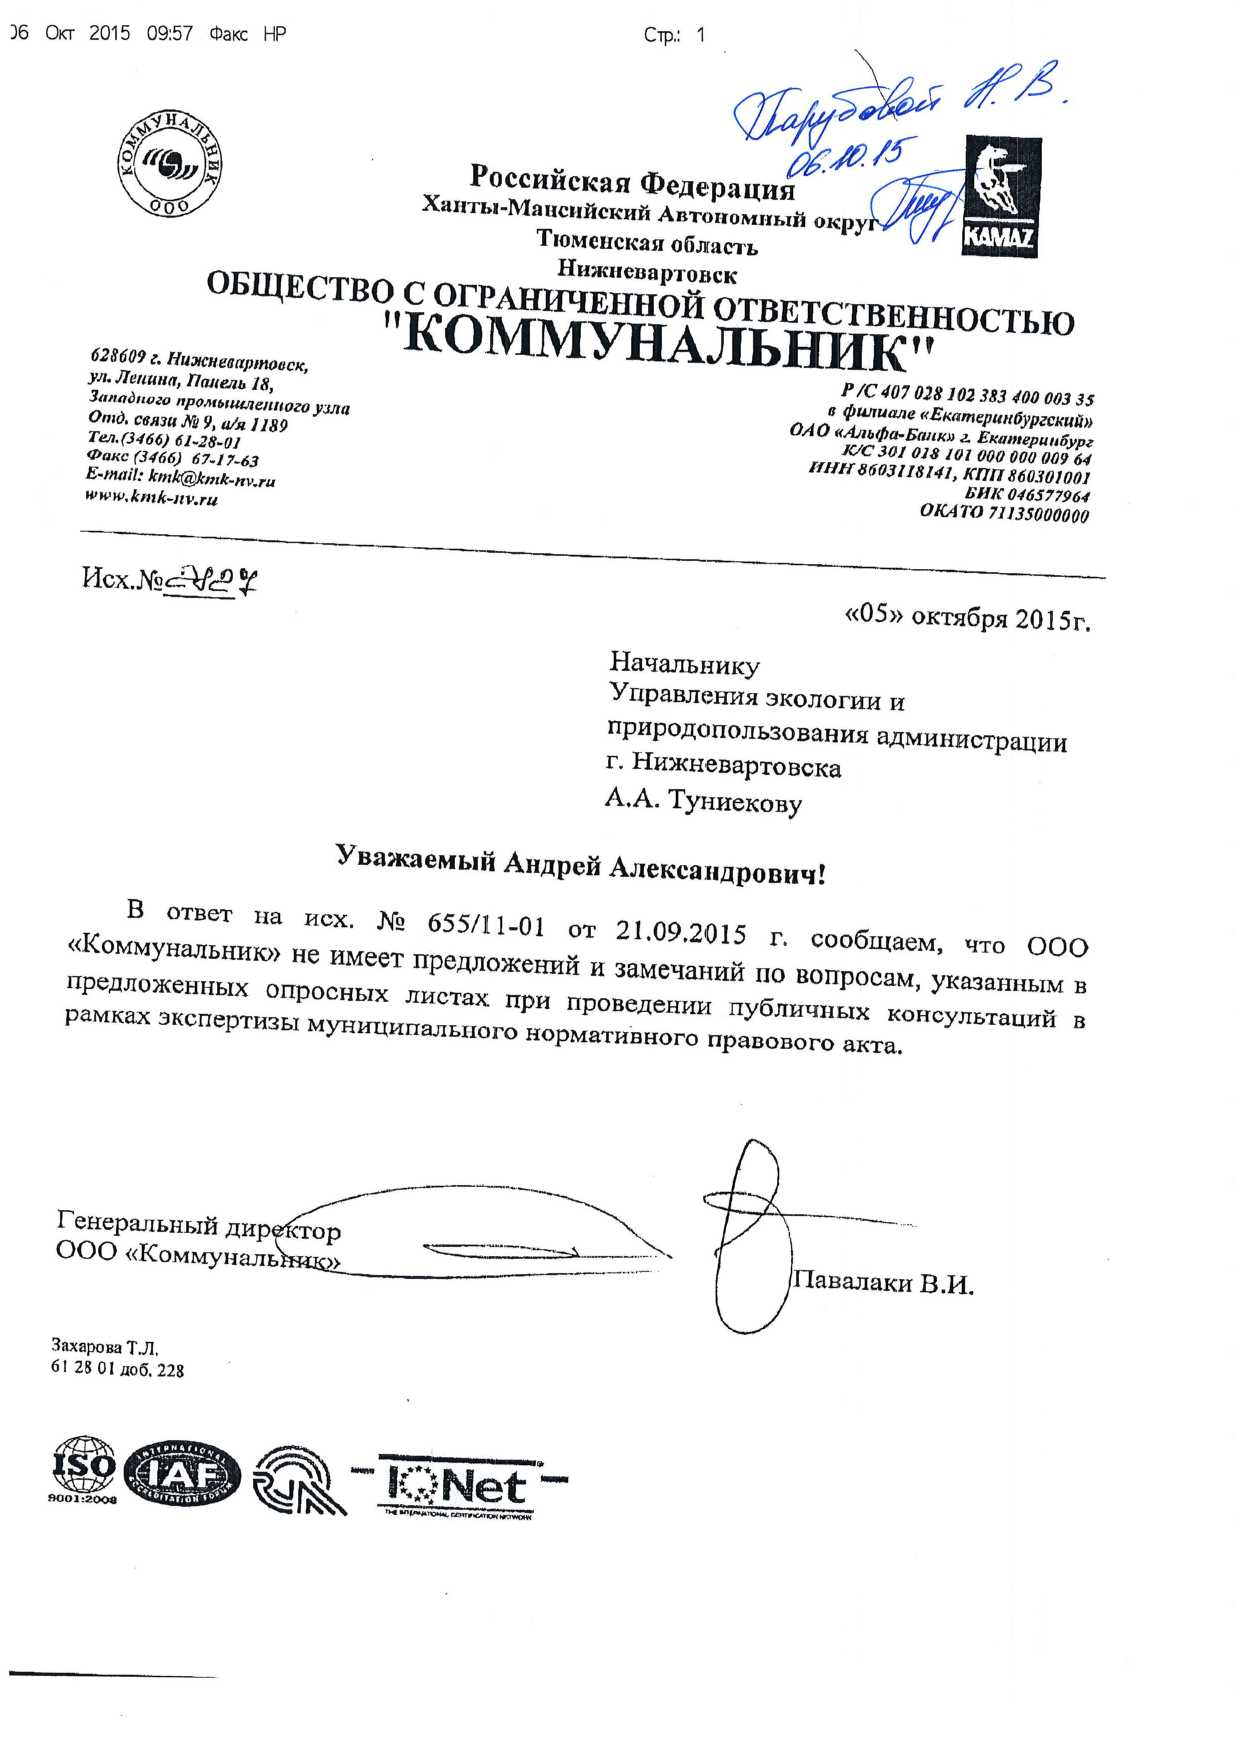 06 Окт 2015 09:57 Факс HP Стр.: 1
Парубовой Н. В.
06.10.15
КОММУНАЛЬНИК
ООО
KAMAZ
Российская Федерация
Ханты-Мансийский Автономный округ
Тюменская область
Нижневартовск
ОБЩЕСТВО С ОГРАНИЧЕННОЙ ОТВЕТСТВЕННОСТЬЮ
"КОММУНАЛЬНИК"
628609 г. Нижневартовск,
ул. Ленина, Панель 18,
Западного промышленного узла
Отд. связи № 9, а/я 1189
Тел.(3466) 61-28-01
Факс (3466) 67-17-63
E-mail: kmk@kmk-nv.ru
www.kmk-nv.ru
Р/С 407 028 102 383 400 003 35
в филиале «Екатеринбургский»
ОАО «Альфа-Банк» г. Екатеринбург
К/С 301 018 101 000 000 009 64
ИНН 8603118141, КПП 860301001
БИК 046577964
ОКАТО 71135000000
Исх.№
«05» октября 2015г.
Начальнику
Управления экологии и
природопользования администрации
г. Нижневартовска
А.А. Туниекову
Уважаемый Андрей Александрович!
В ответ на исх. № 655/11-01 от 21.09.2015 г. сообщаем, что ООО
«Коммунальник» не имеет предложений и замечаний по вопросам, указанным в
предложенных опросных листах при проведении публичных консультаций в
рамках экспертизы муниципального нормативного правового акта.
Генеральный директор
ООО «Коммунальник»
Павалаки В.И.
Захарова Т.Л.
61 28 01 доб. 228
ISO
9001:2008
INTERNATIONAL
IAF
ACCREDITATION FORUM
IQNet
THE INTERNATIONAL CERTIFICATION NETWORK